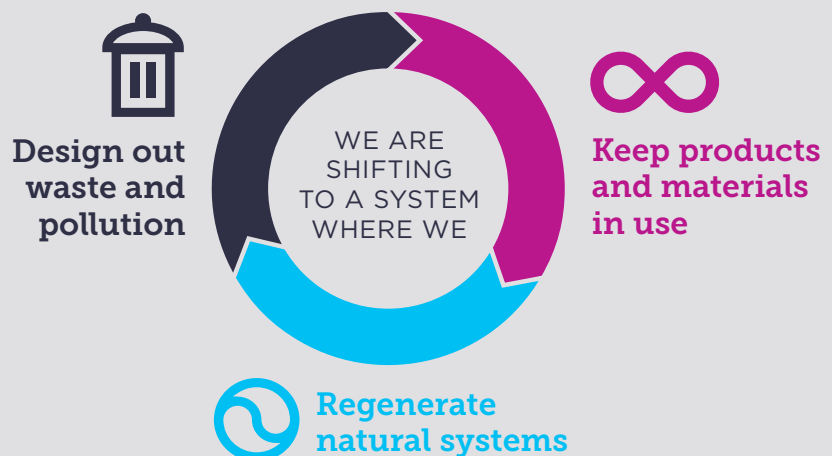 WE ARE
SHIFTING
TO A SYSTEM
WHERE WE
Design out
waste and
pollution
Keep products
and materials
in use
Regenerate
natural systems